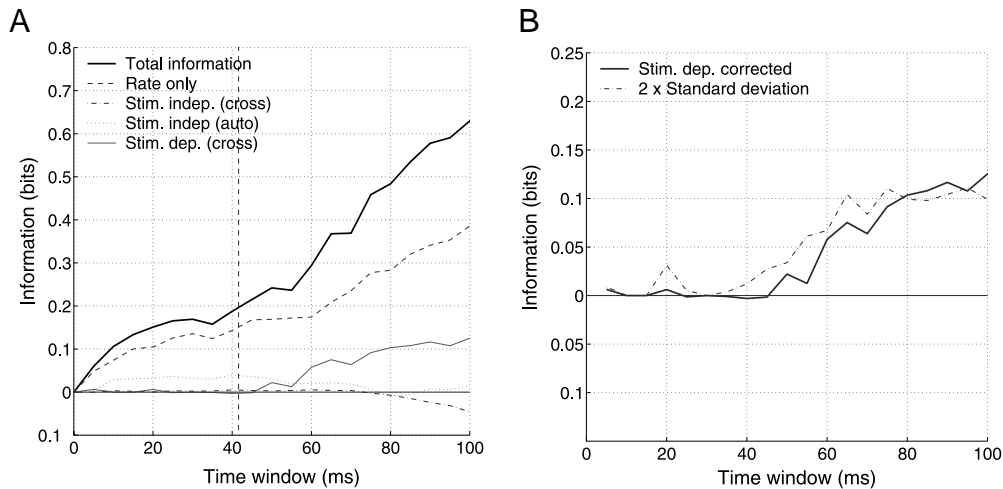 A
0.8
0.7
0.6
0.5
0.4
0.3
0.2
0.1
0
0.1
Information (bits)
Total information
Rate only
Stim. indep. (cross)
Stim. indep (auto)
Stim. dep. (cross)
0 20 40 60 80 100
Time window (ms)
B
0.25
0.2
0.15
0.1
0.05
0
0.05
0.1
Information (bits)
Stim. dep. corrected
2 x Standard deviation
0 20 40 60 80 100
Time window (ms)